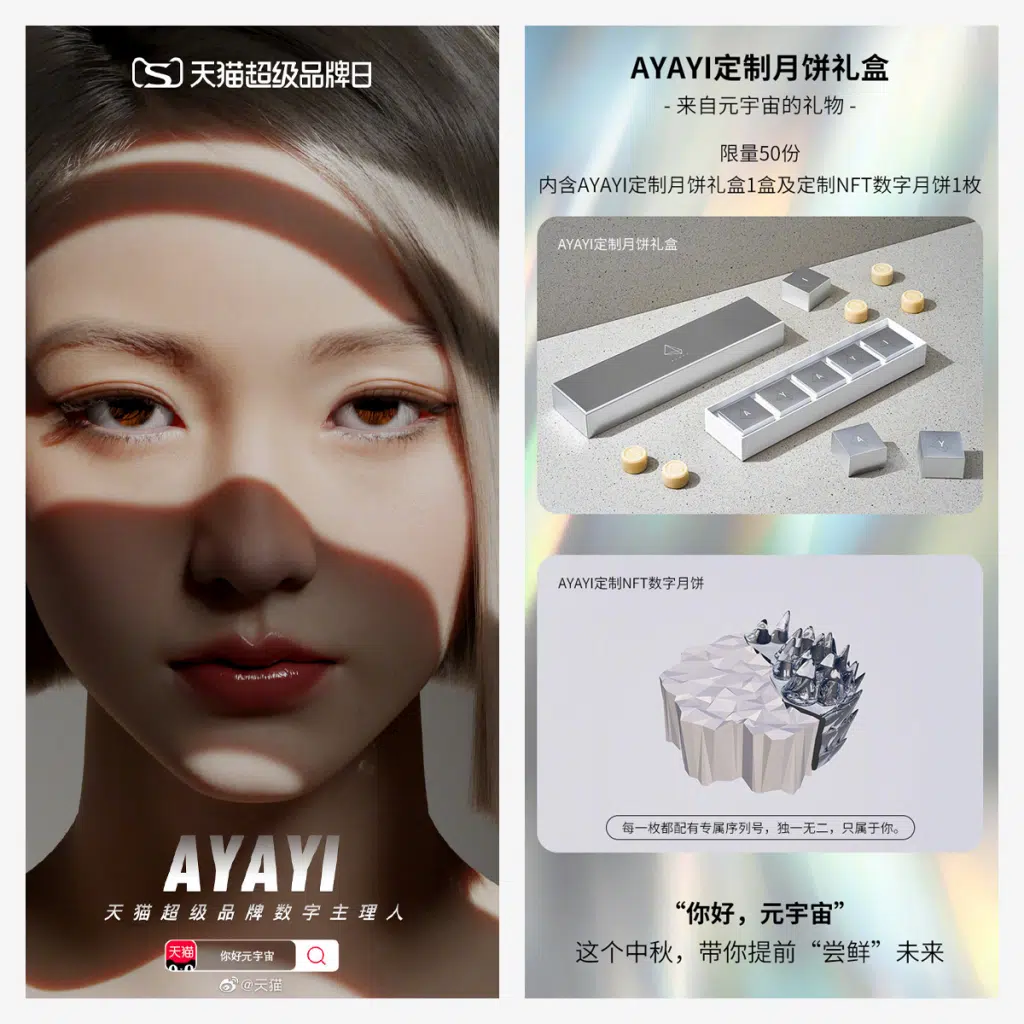 天猫超级品牌日
AYAYI
天猫超级品牌数字主理人
天猫
你好元宇宙
@天猫
AYAYI定制月饼礼盒
- 来自元宇宙的礼物 -
限量50份
内含AYAYI定制月饼礼盒1盒及定制NFT数字月饼1枚
AYAYI定制月饼礼盒
I
A Y A Y I
A
Y
AYAYI定制NFT数字月饼
每一枚都配有专属序列号，独一无二，只属于你。
“你好，元宇宙”
这个中秋，带你提前“尝鲜”未来